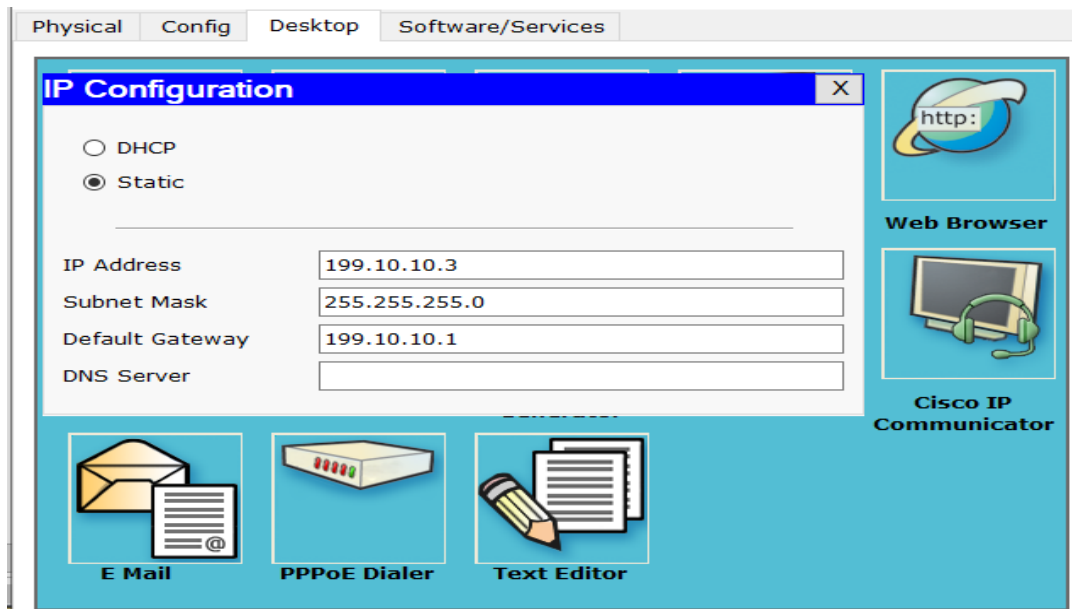 Physical Config Desktop Software/Services
IP Configuration X
DHCP
Static
http:
Web Browser
IP Address 199.10.10.3
Subnet Mask 255.255.255.0
Default Gateway 199.10.10.1
DNS Server
Cisco IP
Communicator
@
E Mail PPPoE Dialer Text Editor